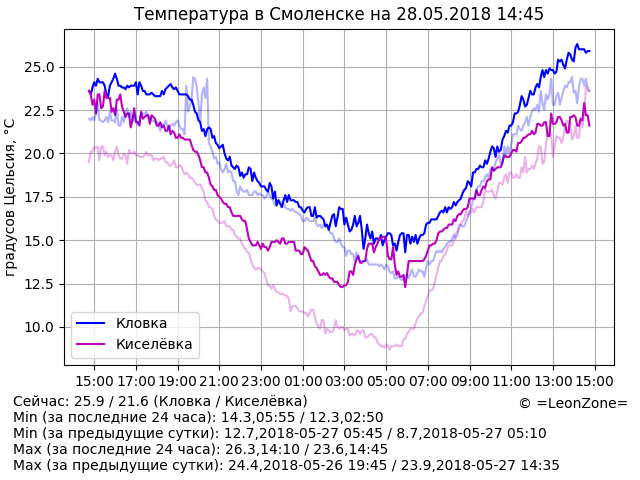 Температура в Смоленске на 28.05.2018 14:45
градусов Цельсия, °C
25.0
22.5
20.0
17.5
15.0
12.5
10.0
Кловка
Киселёвка
15:00 17:00 19:00 21:00 23:00 01:00 03:00 05:00 07:00 09:00 11:00 13:00 15:00
Сейчас: 25.9 / 21.6 (Кловка / Киселёвка)
© =LeonZone=
Min (за последние 24 часа): 14.3,05:55 / 12.3,02:50
Min (за предыдущие сутки): 12.7,2018-05-27 05:45 / 8.7,2018-05-27 05:10
Max (за последние 24 часа): 26.3,14:10 / 23.6,14:45
Max (за предыдущие сутки): 24.4,2018-05-26 19:45 / 23.9,2018-05-27 14:35